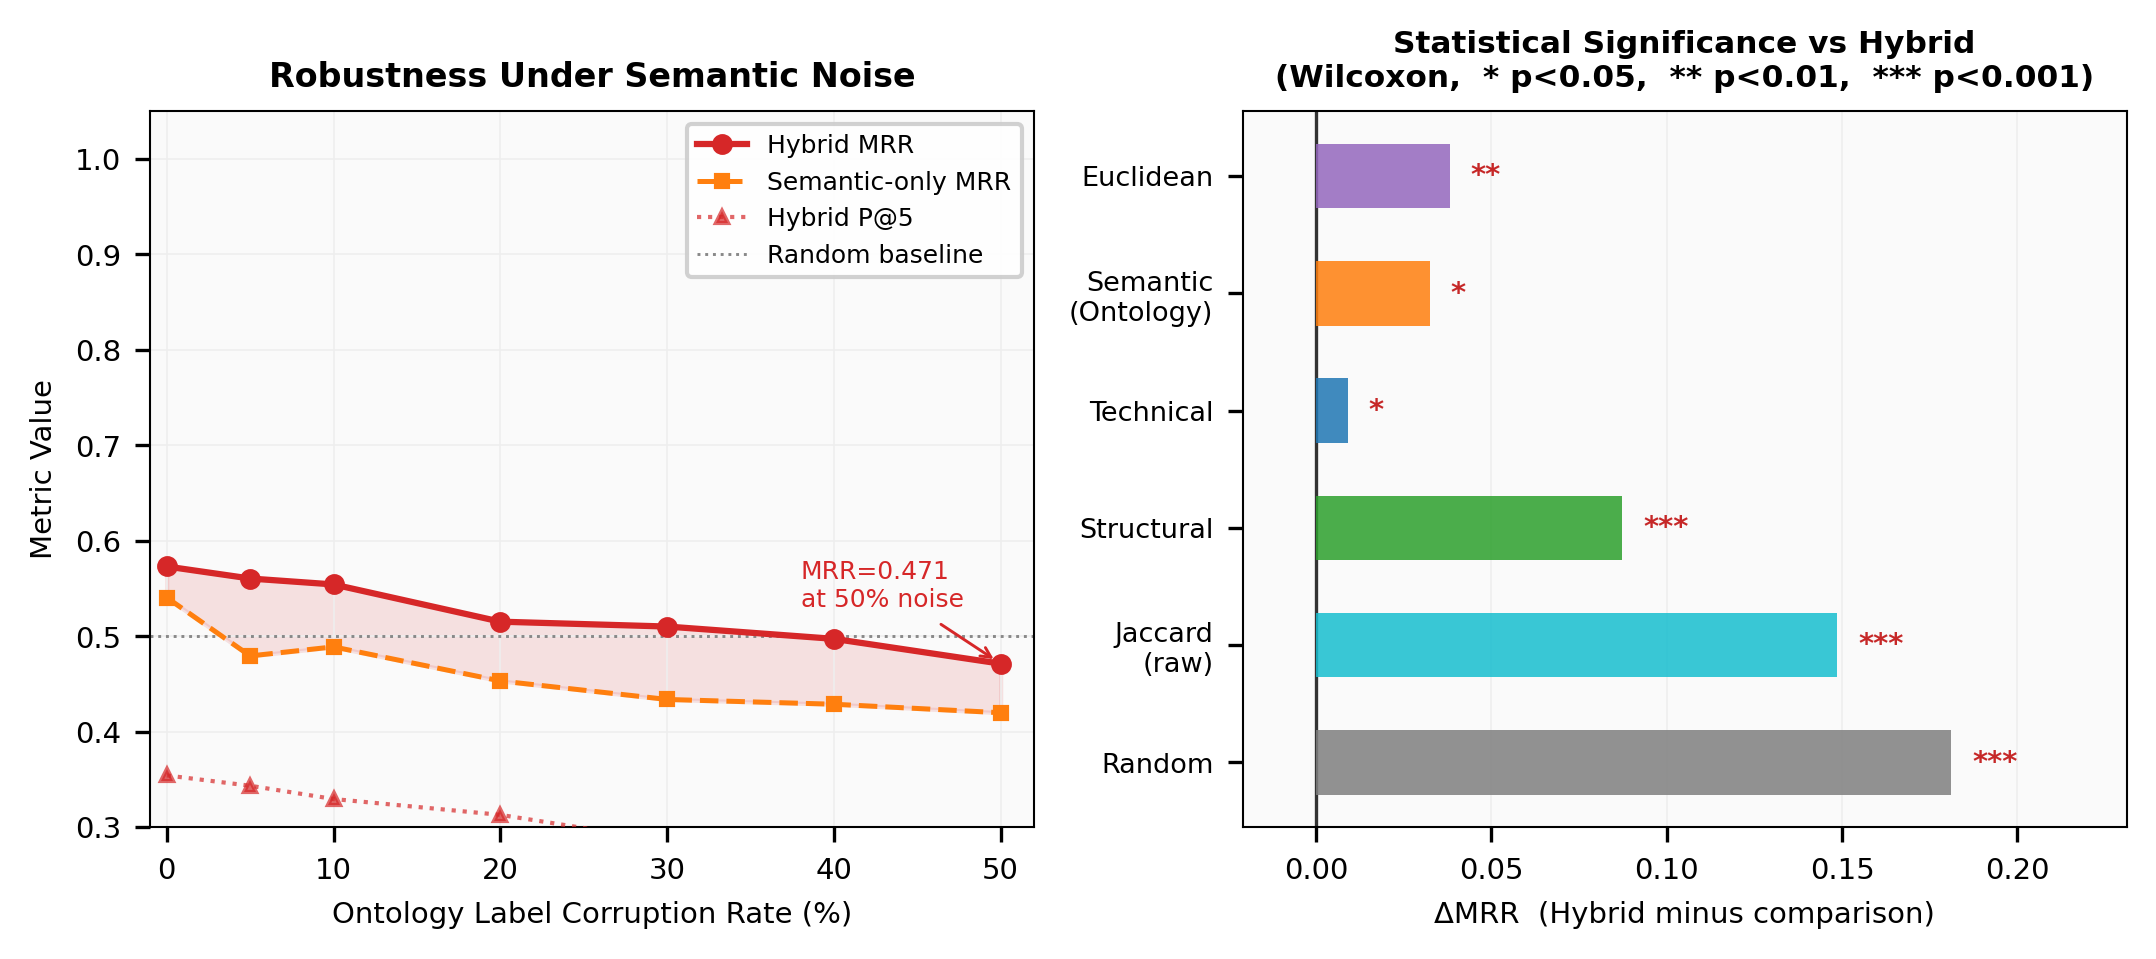 Robustness Under Semantic Noise
Hybrid MRR
Semantic-only MRR
Hybrid P@5
Random baseline
MRR=0.471
at 50% noise
Metric Value
1.0
0.9
0.8
0.7
0.6
0.5
0.4
0.3
0
10
20
30
40
50
Ontology Label Corruption Rate (%)
Statistical Significance vs Hybrid
(Wilcoxon, * p<0.05, ** p<0.01, *** p<0.001)
Euclidean
**
Semantic
(Ontology)
*
Technical
*
Structural
***
Jaccard
(raw)
***
Random
***
0.00
0.05
0.10
0.15
0.20
ΔMRR (Hybrid minus comparison)